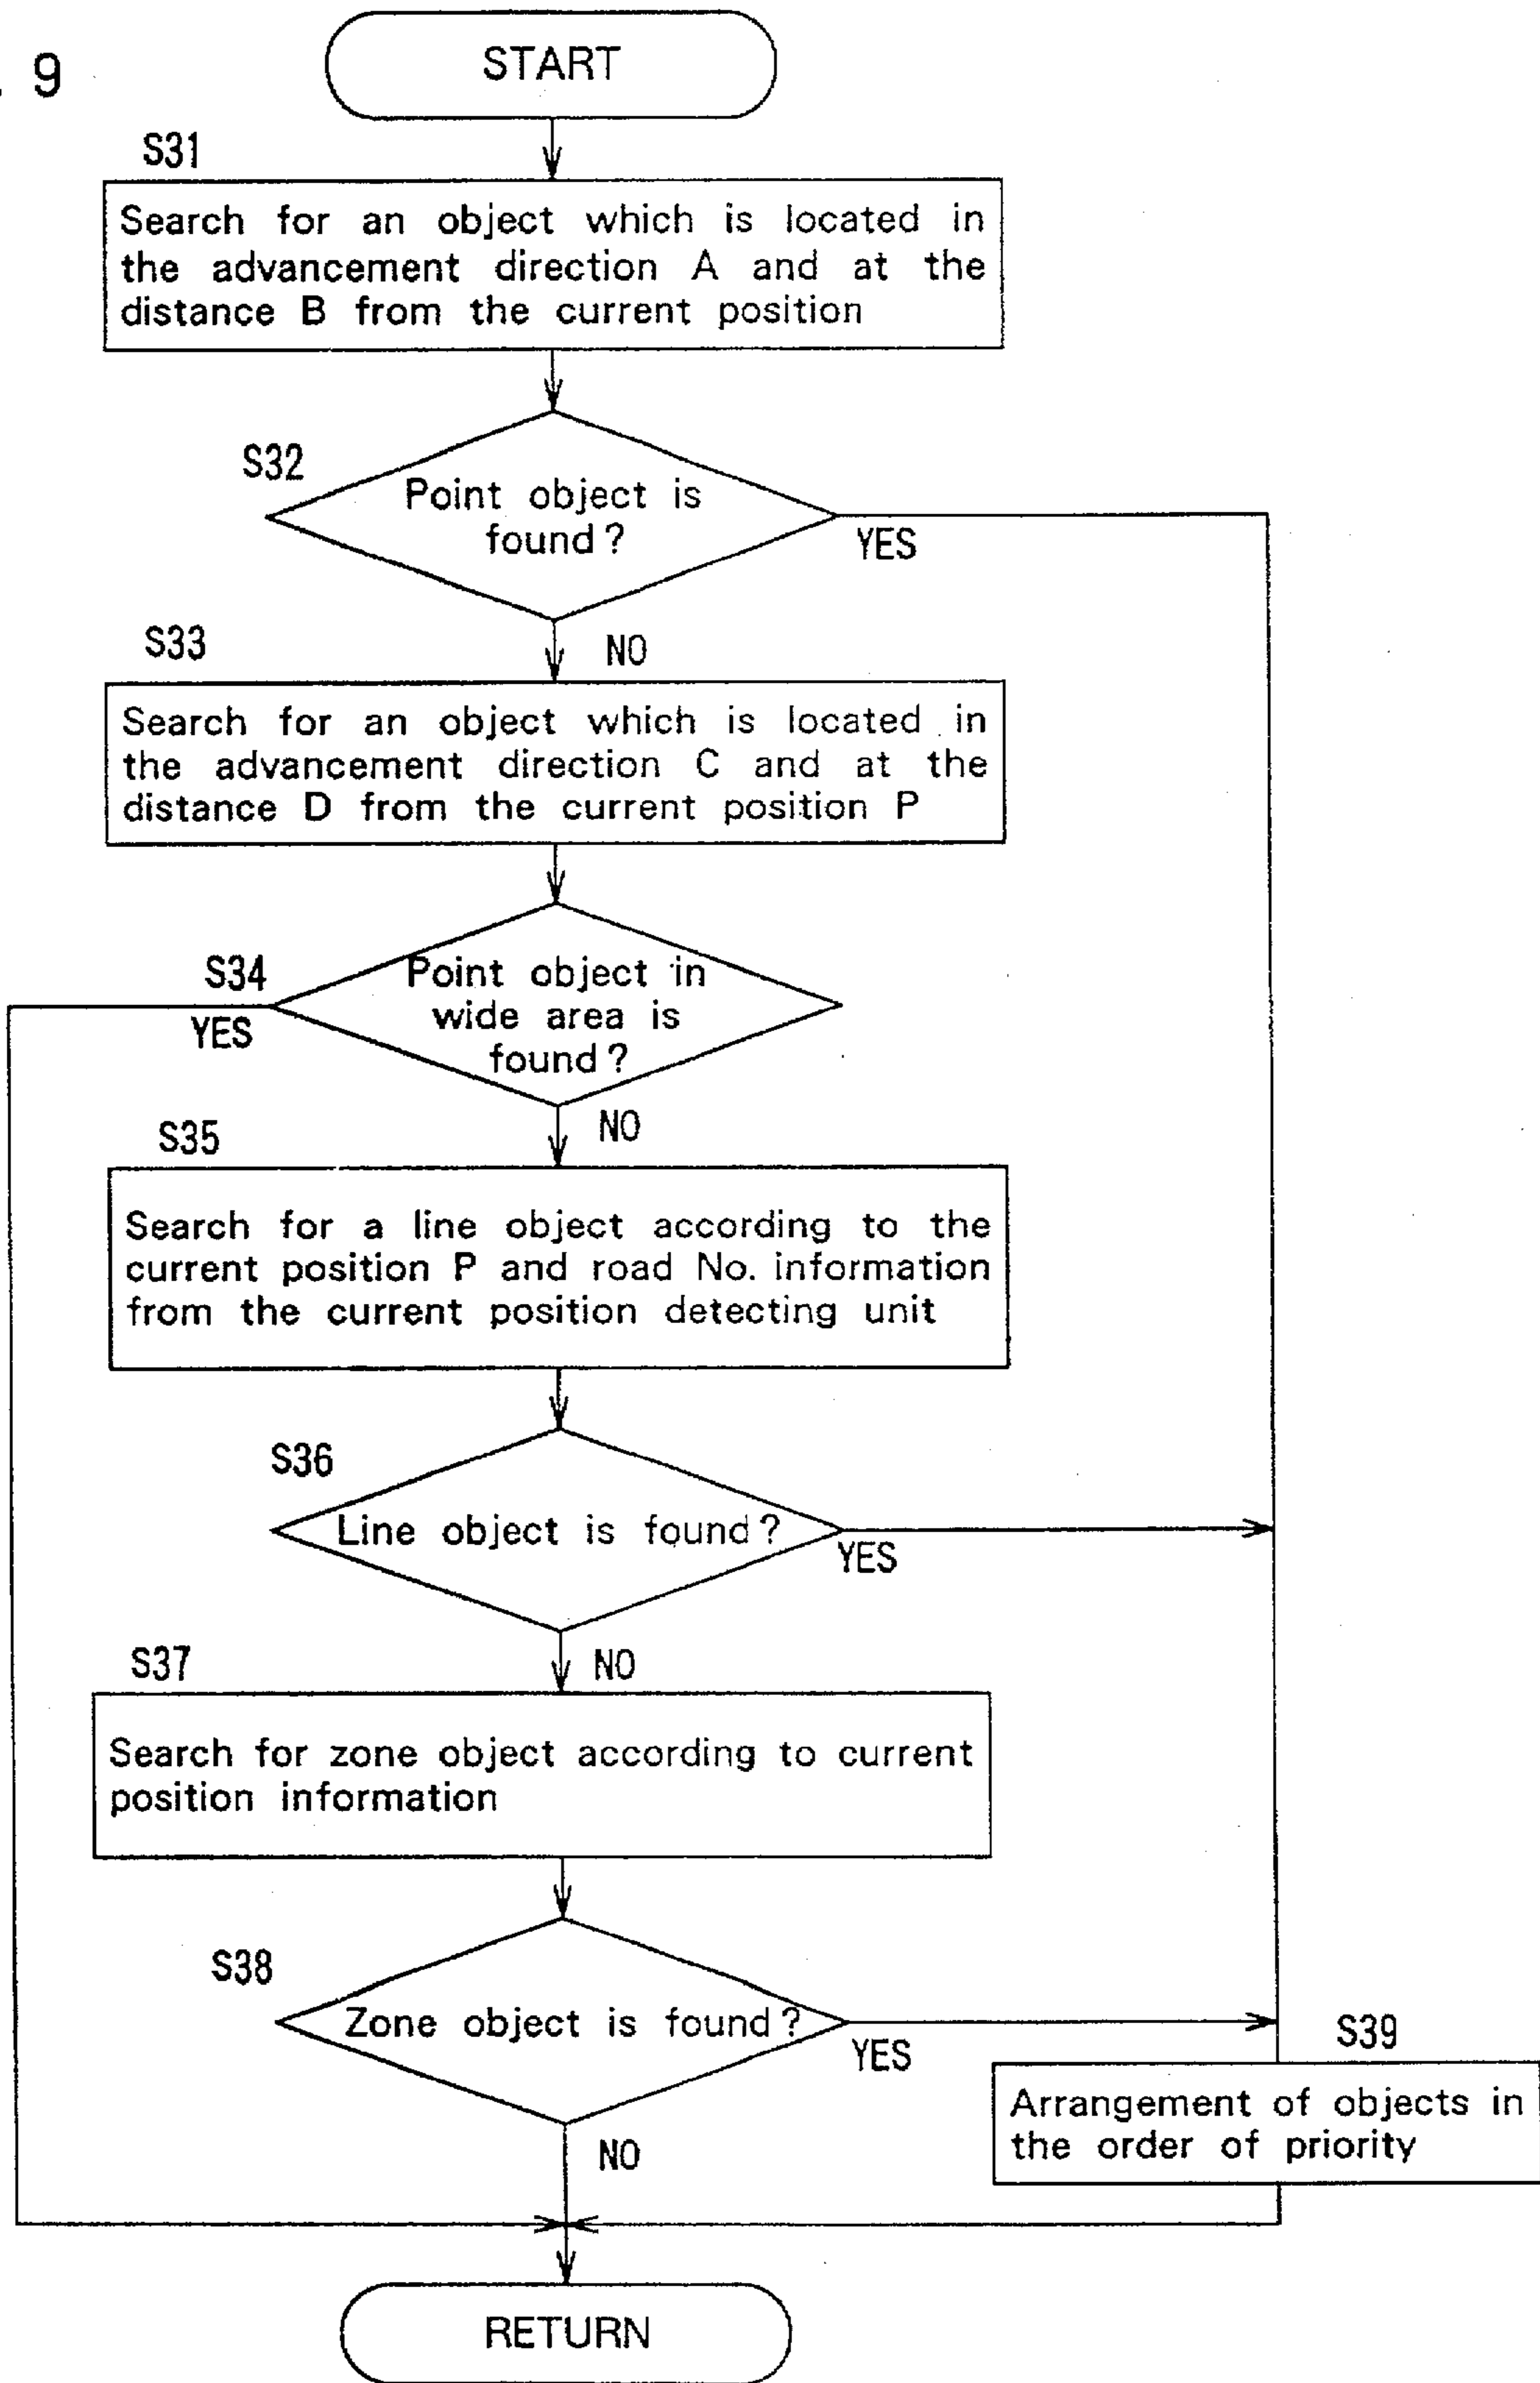 . 9
START
S31
Search for an object which is located in
the advancement direction A and at the
distance B from the current position
S32
Point object is
found?
YES
NO
S33
Search for an object which is located in
the advancement direction C and at the
distance D from the current position P
S34
Point object in
wide area is
found?
YES
NO
S35
Search for a line object according to the
current position P and road No. information
from the current position detecting unit
S36
Line object is found?
YES
NO
S37
Search for zone object according to current
position information
S38
Zone object is found?
YES
NO
S39
Arrangement of objects in
the order of priority
RETURN